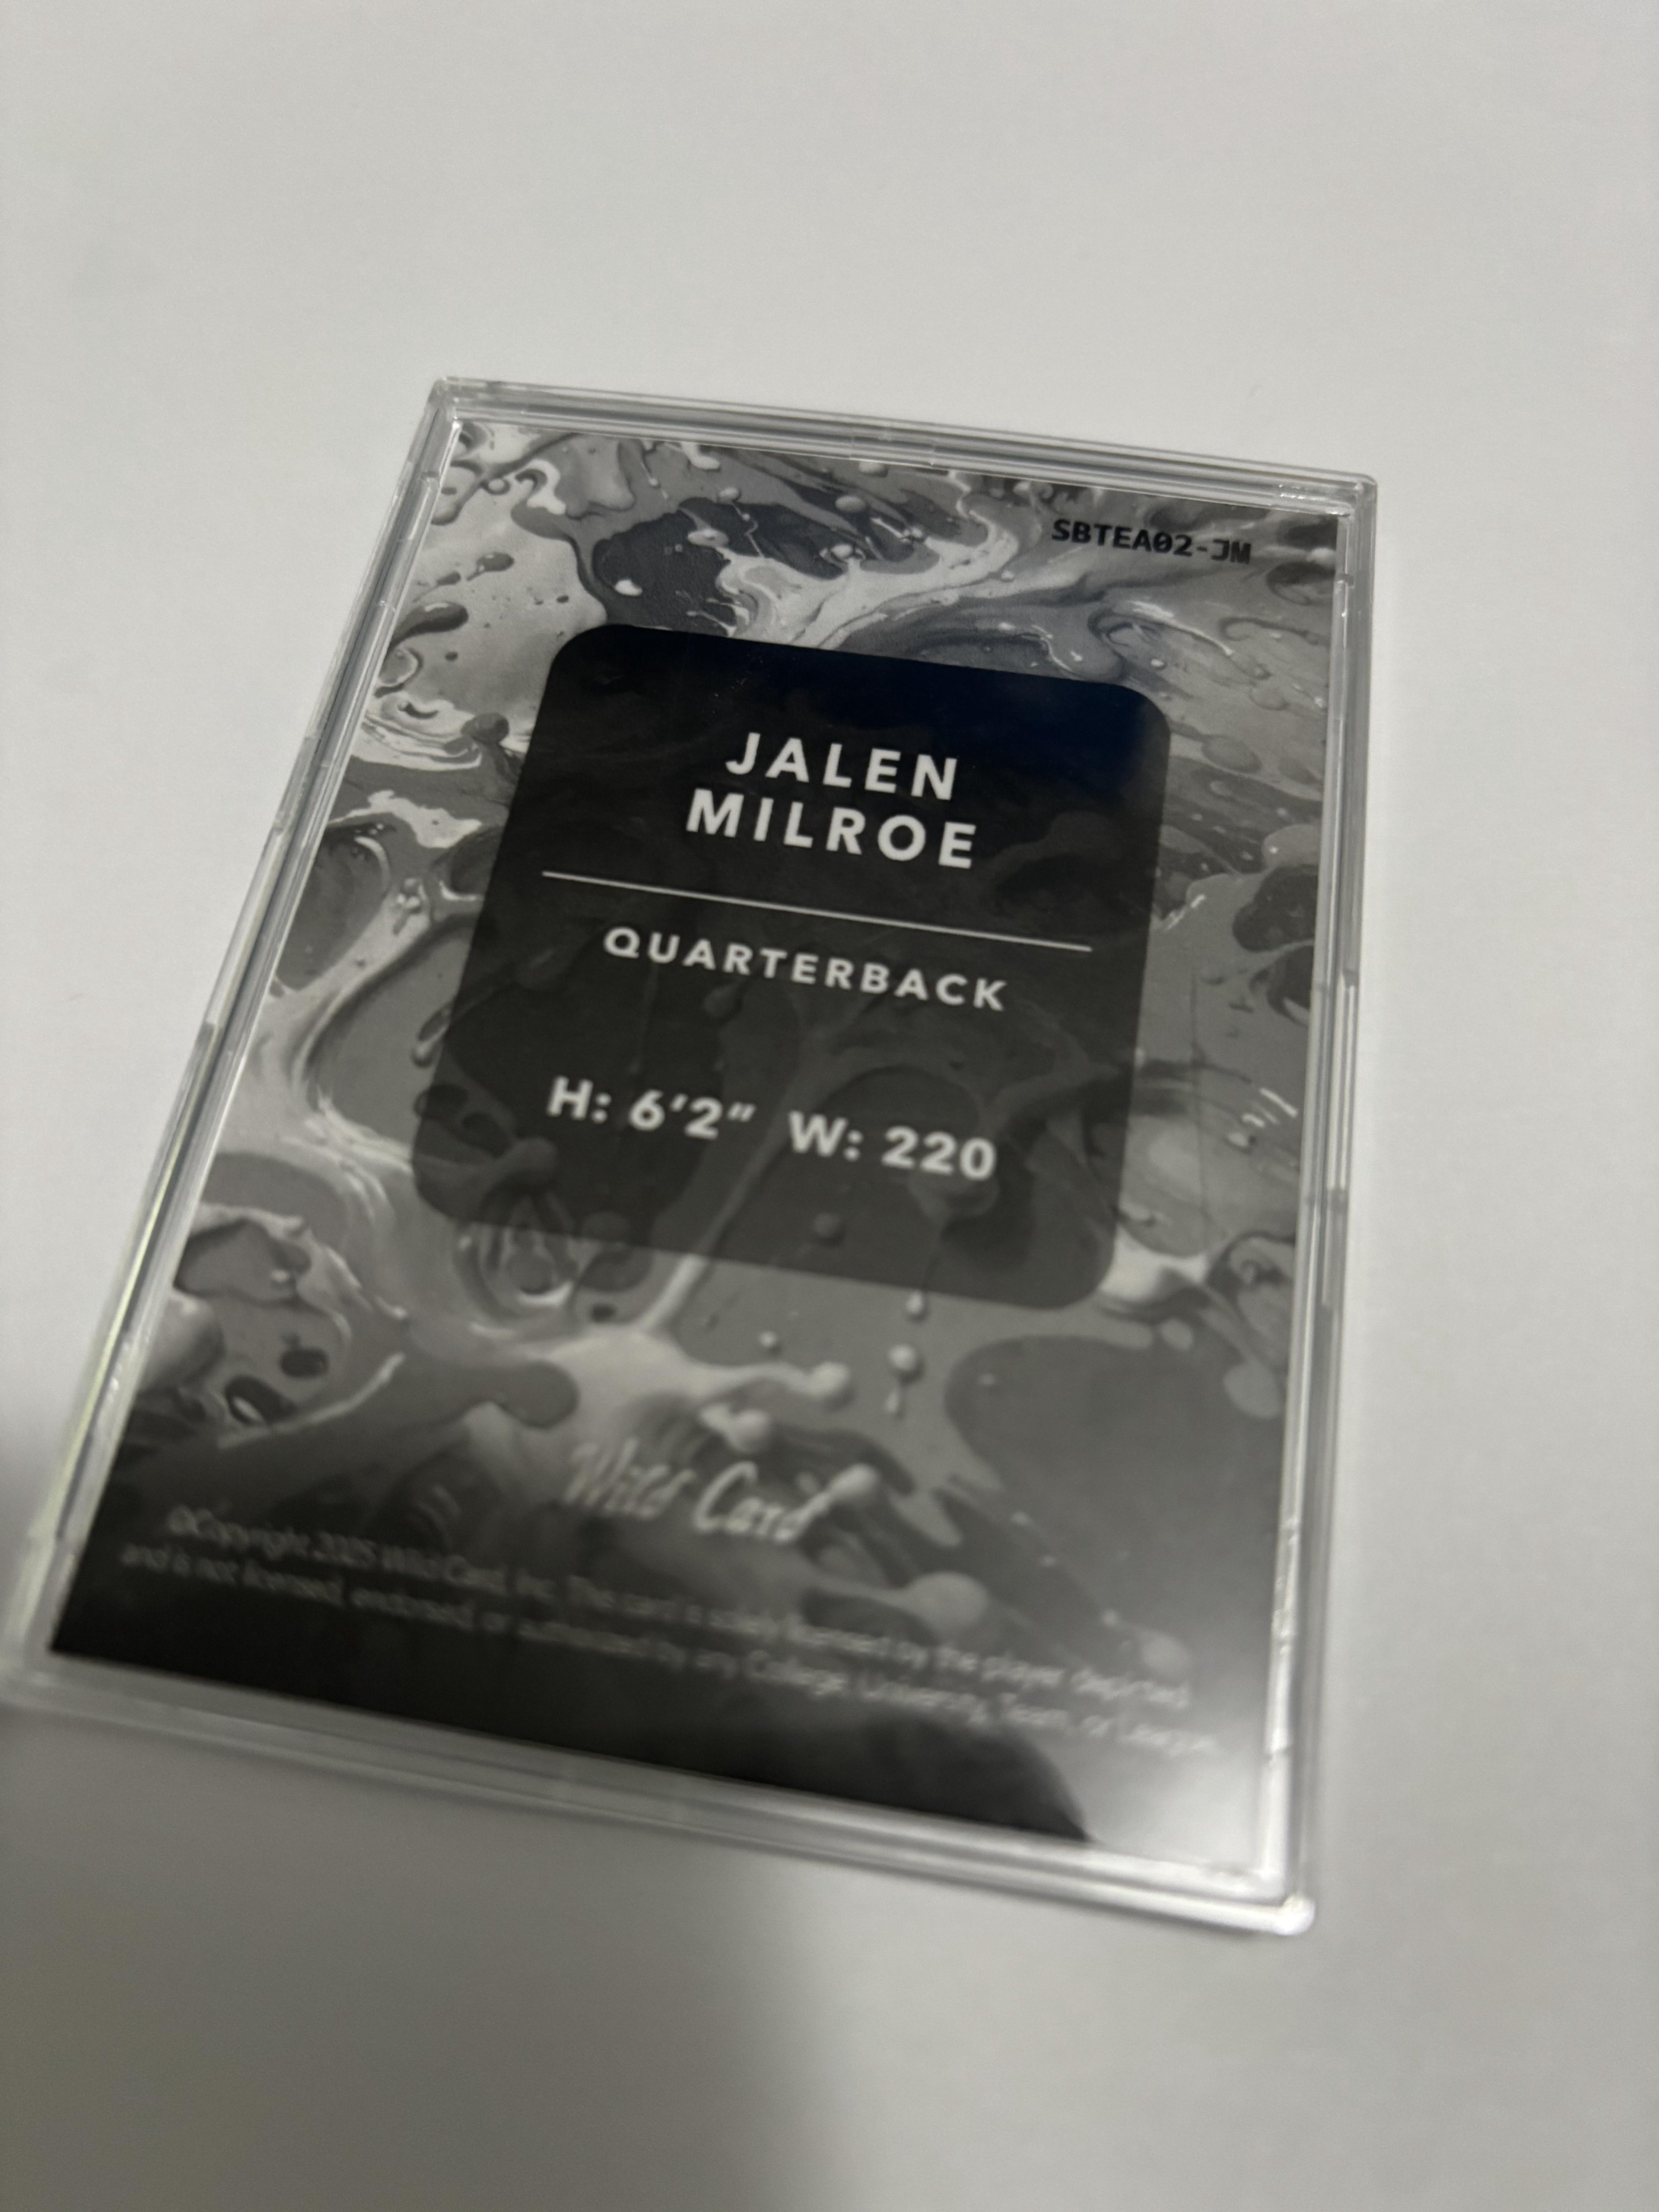 SBTEA02-JM
JALEN
MILROE
QUARTERBACK
H: 6'2" W: 220
Wild Card
©Copyright 2025 Wild Card, Inc. This card is solely licensed by the player depicted
and is not licensed, endorsed, or authorized by any College, University, Team, or League.